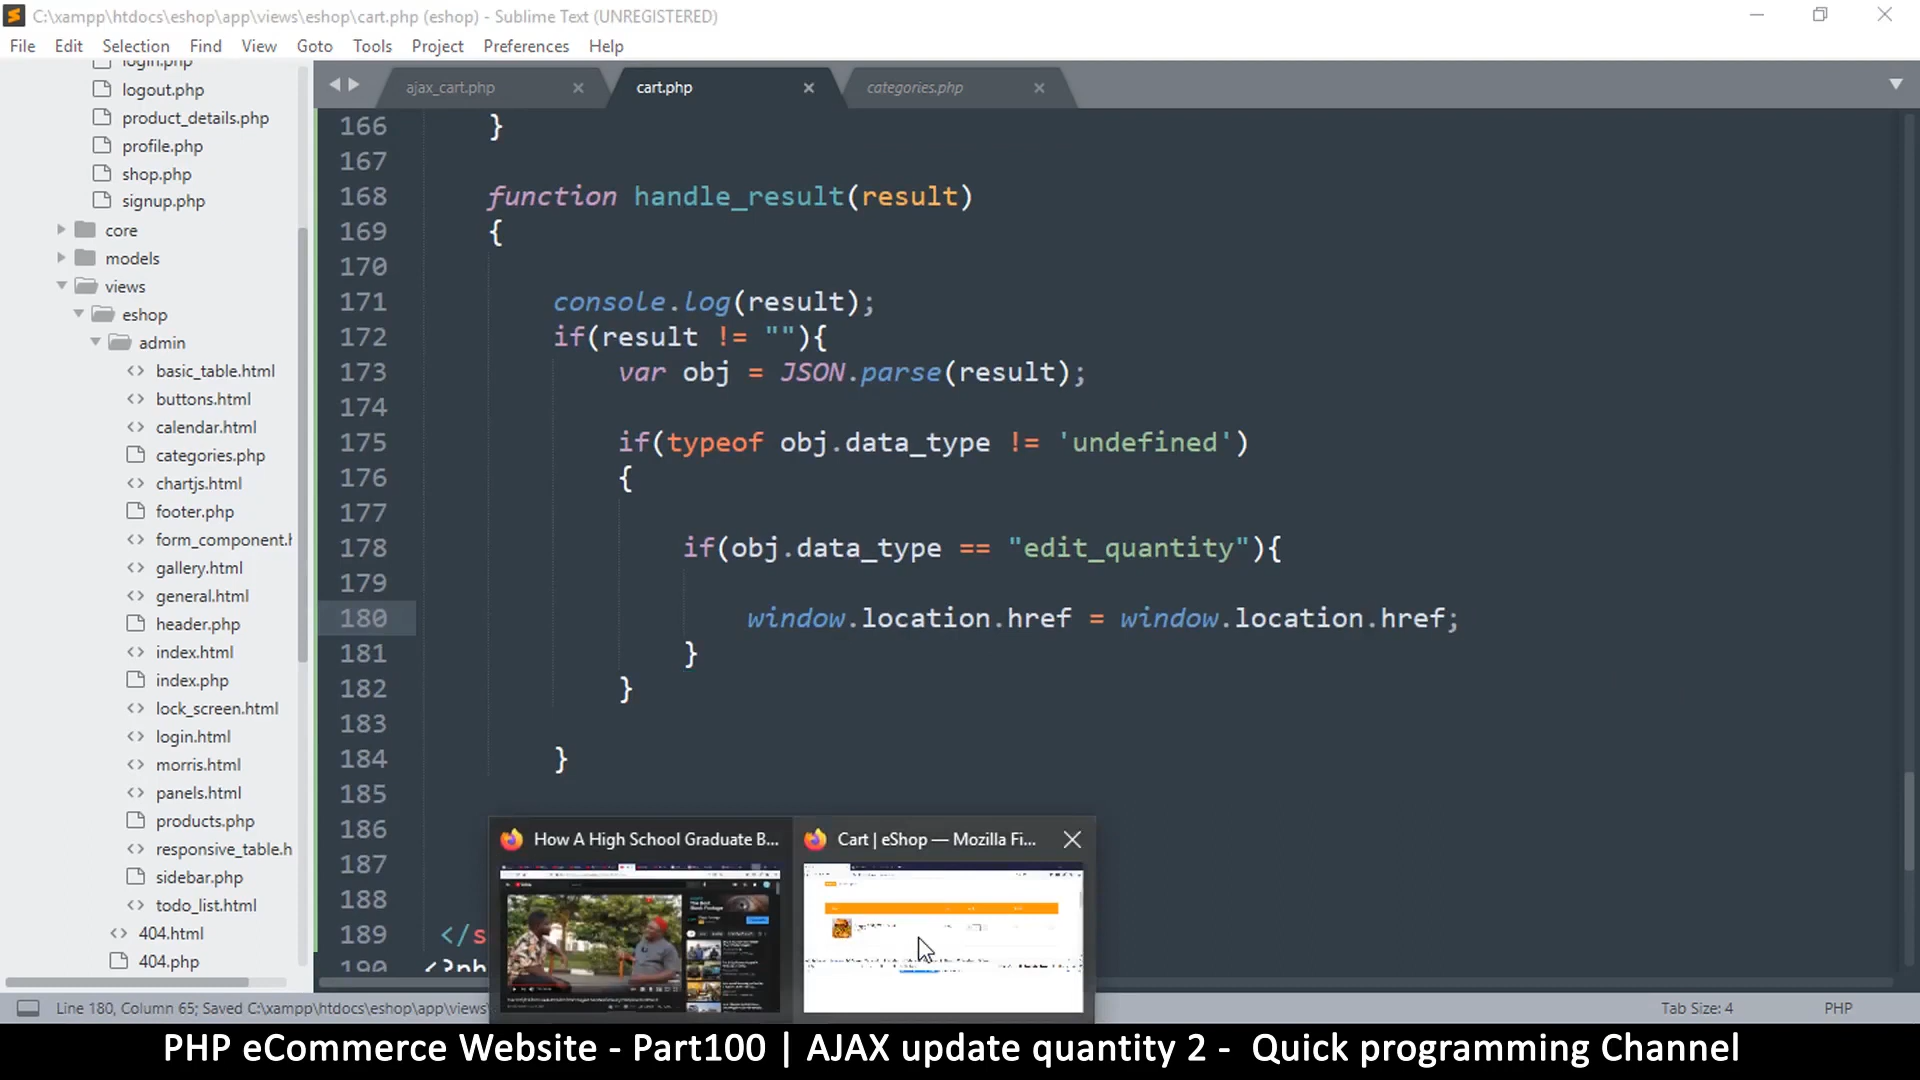 C:\xampp\htdocs\eshop\app\views\eshop\cart.php (eshop) - Sublime Text (UNREGISTERED)
File Edit Selection Find View Goto Tools Project Preferences Help
login.php
logout.php
product_details.php
profile.php
shop.php
signup.php
core
models
views
eshop
admin
basic_table.html
buttons.html
calendar.html
categories.php
chartjs.html
footer.php
form_component.h
gallery.html
general.html
header.php
index.html
index.php
lock_screen.html
login.html
morris.html
panels.html
products.php
responsive_table.h
sidebar.php
todo_list.html
404.html
404.php
ajax_cart.php cart.php categories.php
166 }
167
168 function handle_result(result)
169 {
170
171 console.log(result);
172 if(result != ""){
173 var obj = JSON.parse(result);
174
175 if(typeof obj.data_type != 'undefined')
176 {
177
178 if(obj.data_type == "edit_quantity"){
179
180 window.location.href = window.location.href;
181 }
182 }
183
184 }
185
186
187
188
189 </s
190 <?php
How A High School Graduate B...
Cart | eShop — Mozilla Fi...
Line 180, Column 65; Saved C:\xampp\htdocs\eshop\app\views
Tab Size: 4
PHP
PHP eCommerce Website - Part100 | AJAX update quantity 2 - Quick programming Channel